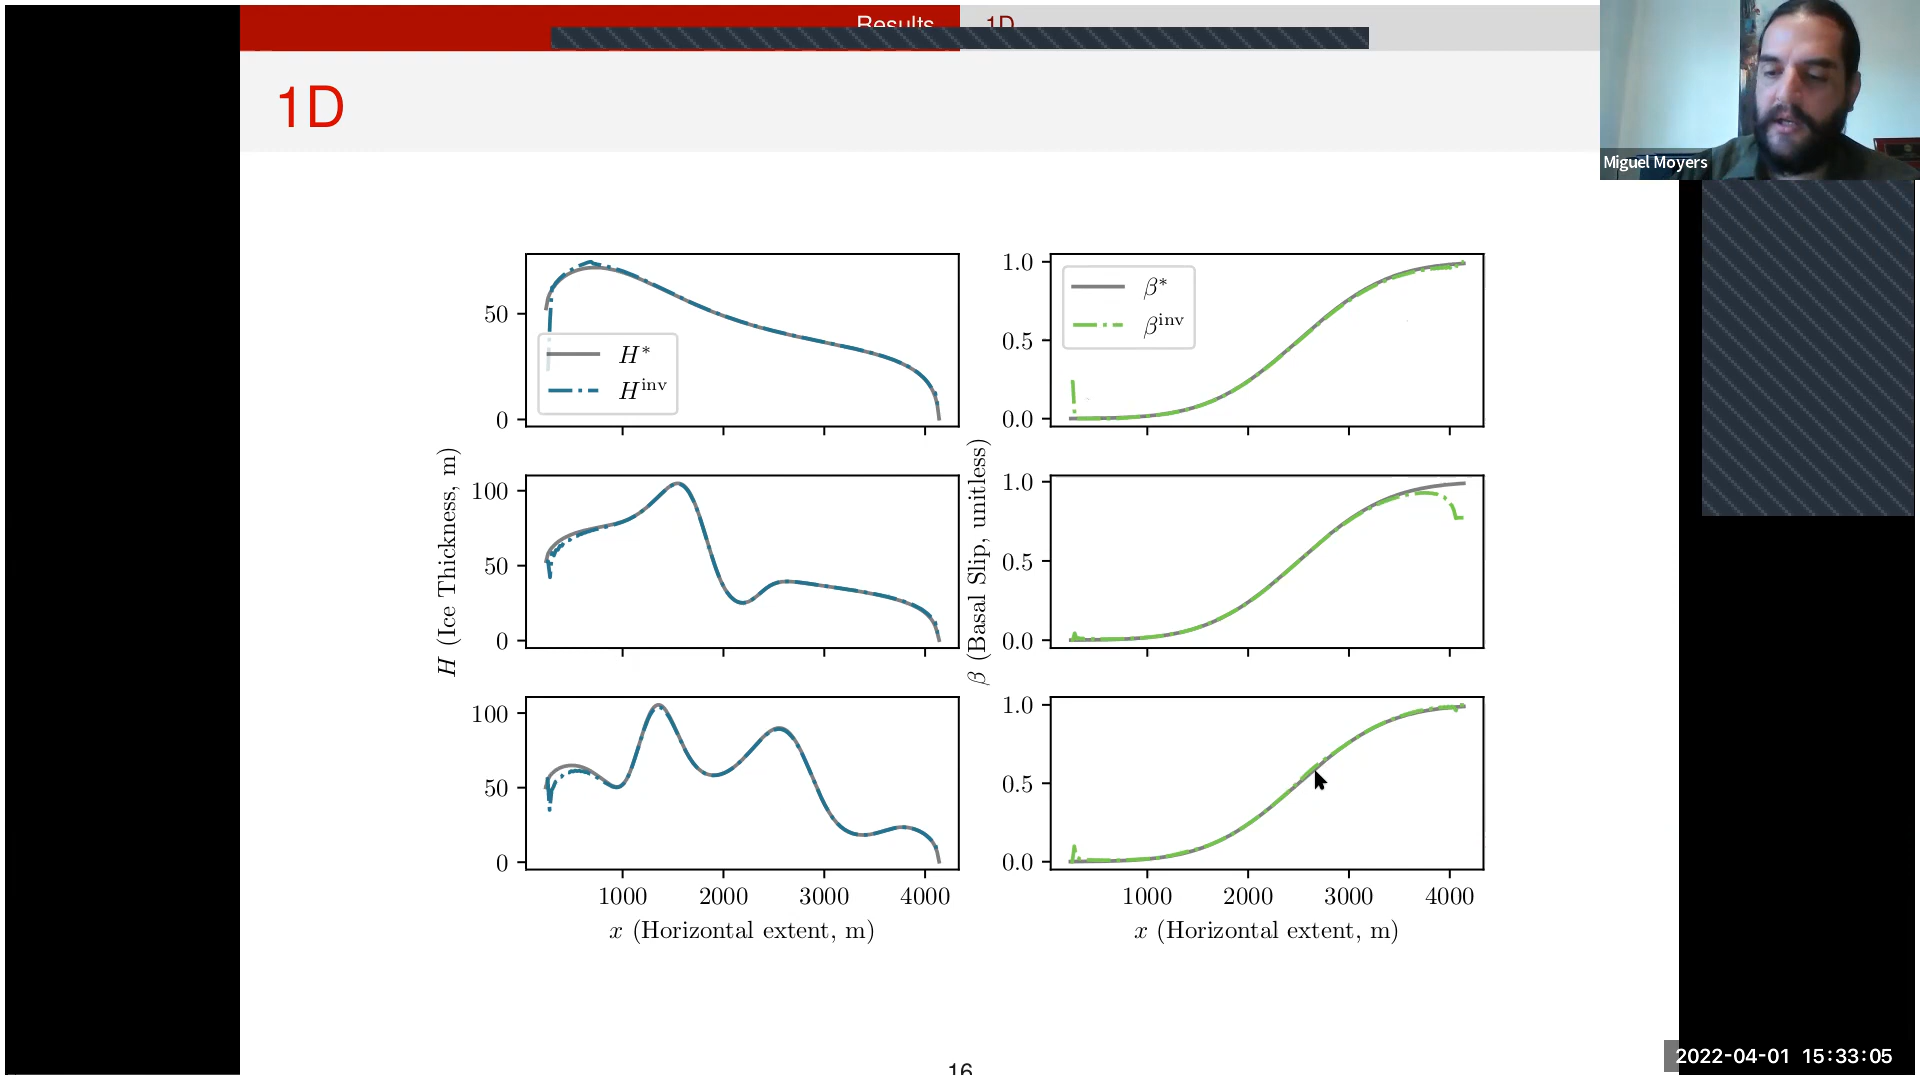 Results 1D
1D
Miguel Moyers
50
0
H*
H^inv
1.0
0.5
0.0
β*
β^inv
100
50
0
1.0
0.5
0.0
H (Ice Thickness, m)
β (Basal Slip, unitless)
100
50
0
1.0
0.5
0.0
1000 2000 3000 4000
x (Horizontal extent, m)
1000 2000 3000 4000
x (Horizontal extent, m)
16
2022-04-01 15:33:05